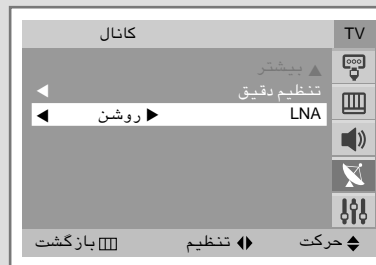 TV کانال
▲ بیشتر
تنظیم دقیق ◀
LNA ▶ روشن ◀
حرکت تنظیم بازگشت